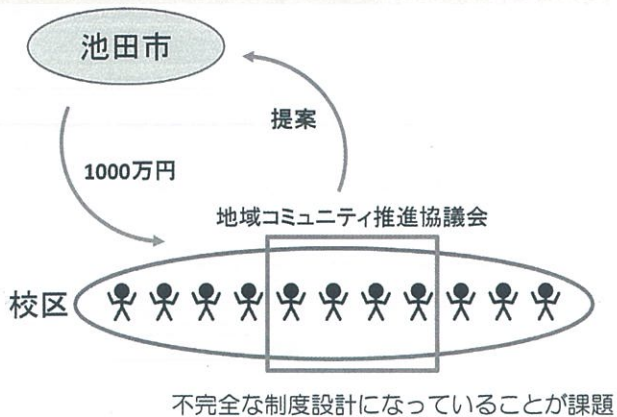 池田市
提案
1000万円
地域コミュニティ推進協議会
校区
不完全な制度設計になっていることが課題